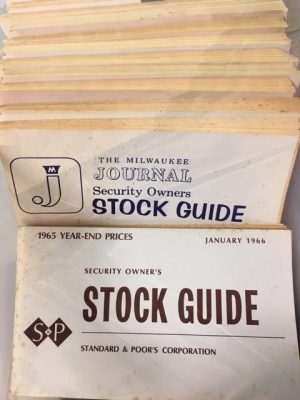 THE MILWAUKEE
JOURNAL
Security Owners
STOCK GUIDE
M
J
1965 YEAR-END PRICES JANUARY 1966
SECURITY OWNER'S
STOCK GUIDE
S&P
STANDARD & POOR'S CORPORATION